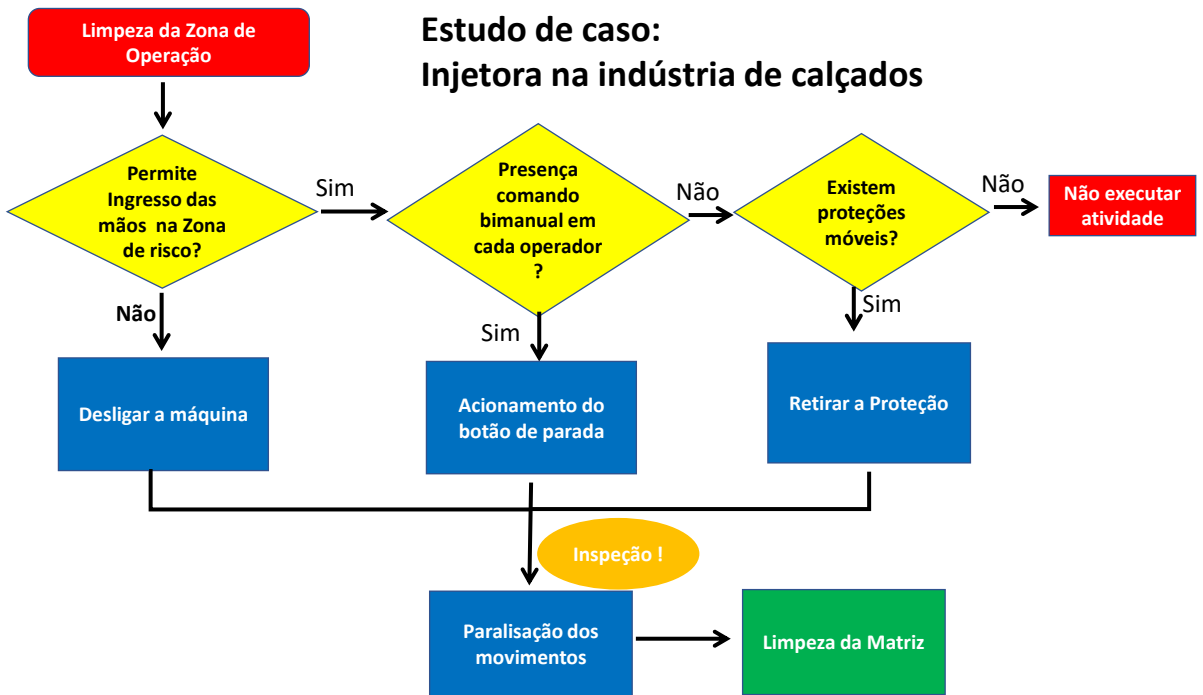 Limpeza da Zona de
Operação
Estudo de caso:
Injetora na indústria de calçados
Permite
Ingresso das
mãos na Zona
de risco?
Sim
Presença
comando
bimanual em
cada operador
?
Não
Existem
proteções
móveis?
Não
Não executar
atividade
Não
Sim
Sim
Desligar a máquina
Acionamento do
botão de parada
Retirar a Proteção
Inspeção !
Paralisação dos
movimentos
Limpeza da Matriz